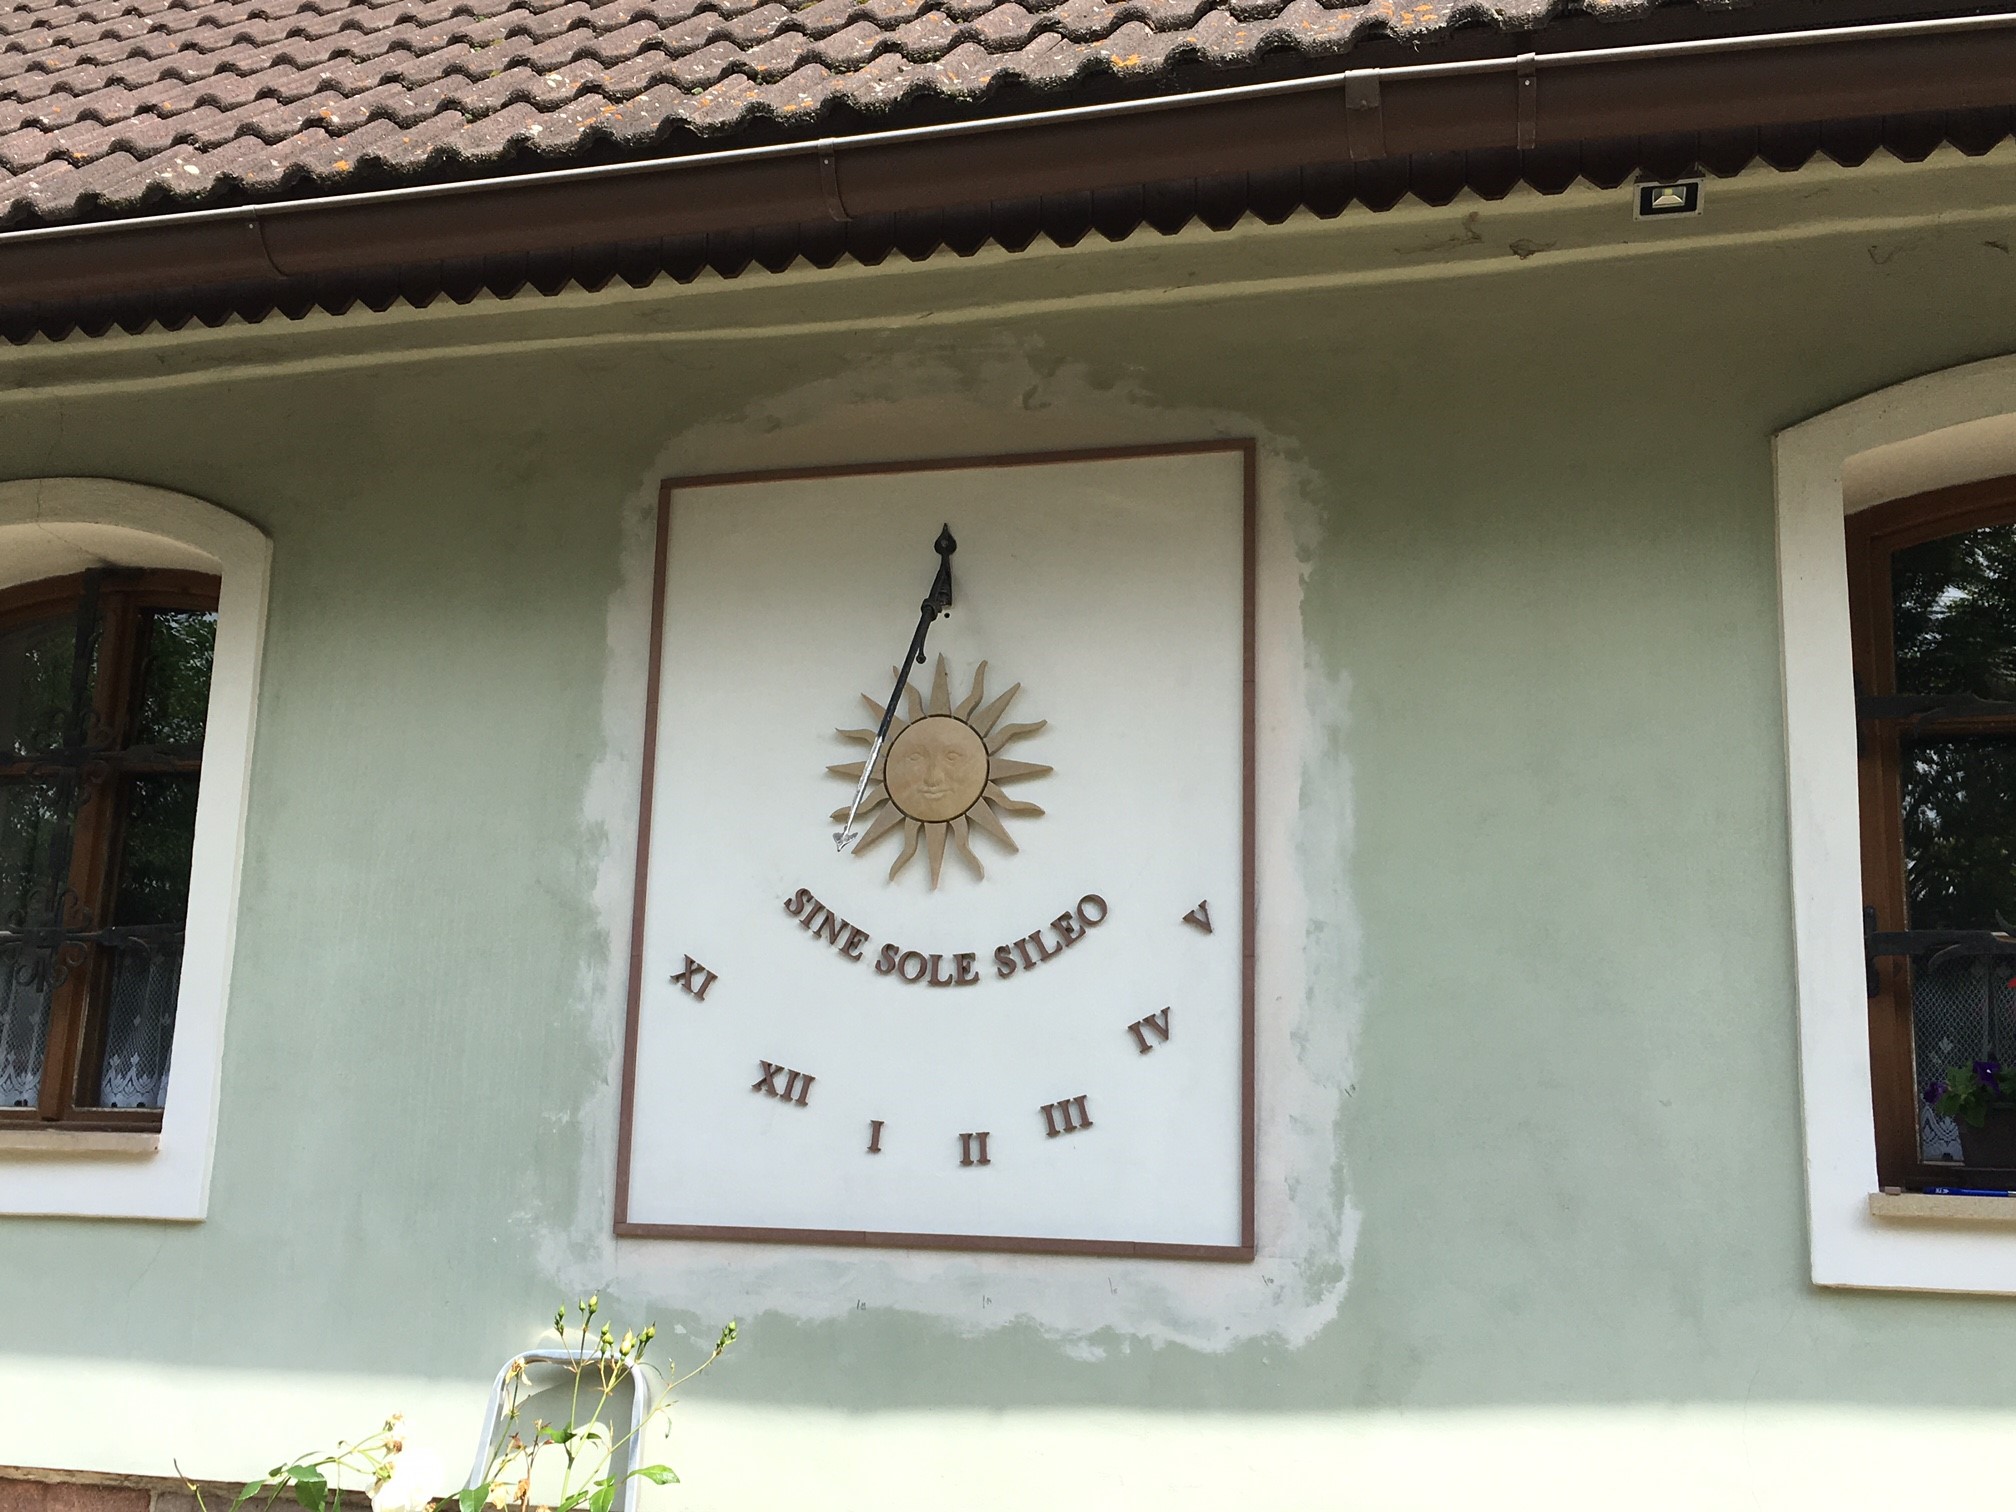 SINE SOLE SILEO
XI XII I II III IV V